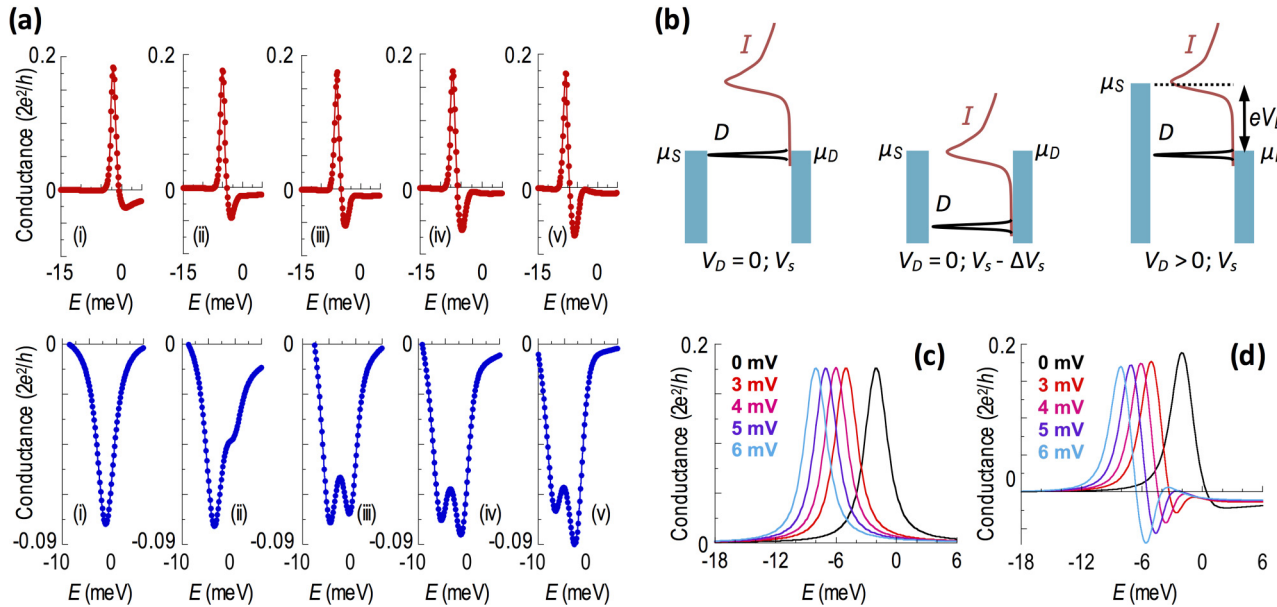 (a)
Conductance (2e²/h)
0.2
0
(i)
-15 0
E (meV)
0.2
0
(ii)
-15 0
E (meV)
0.2
0
(iii)
-15 0
E (meV)
0.2
0
(iv)
-15 0
E (meV)
0.2
0
(v)
-15 0
E (meV)
Conductance (2e²/h)
0
-0.09
(i)
-10 0
E (meV)
0
(ii)
-0.09
-10 0
E (meV)
0
(iii)
-0.09
-10 0
E (meV)
0
(iv)
-0.09
-10 0
E (meV)
0
(v)
-0.09
-10 0
E (meV)
(b)
I
D
μS μD
VD = 0; Vs
I
μS μD
D
VD = 0; Vs - ΔVs
I
μS
eVD
D
VD > 0; Vs
(c)
Conductance (2e²/h)
0.2
0 mV
3 mV
4 mV
5 mV
6 mV
0
-18 -12 -6 0 6
E (meV)
(d)
Conductance (2e²/h)
0.2
0 mV
3 mV
4 mV
5 mV
6 mV
0
-18 -12 -6 0 6
E (meV)